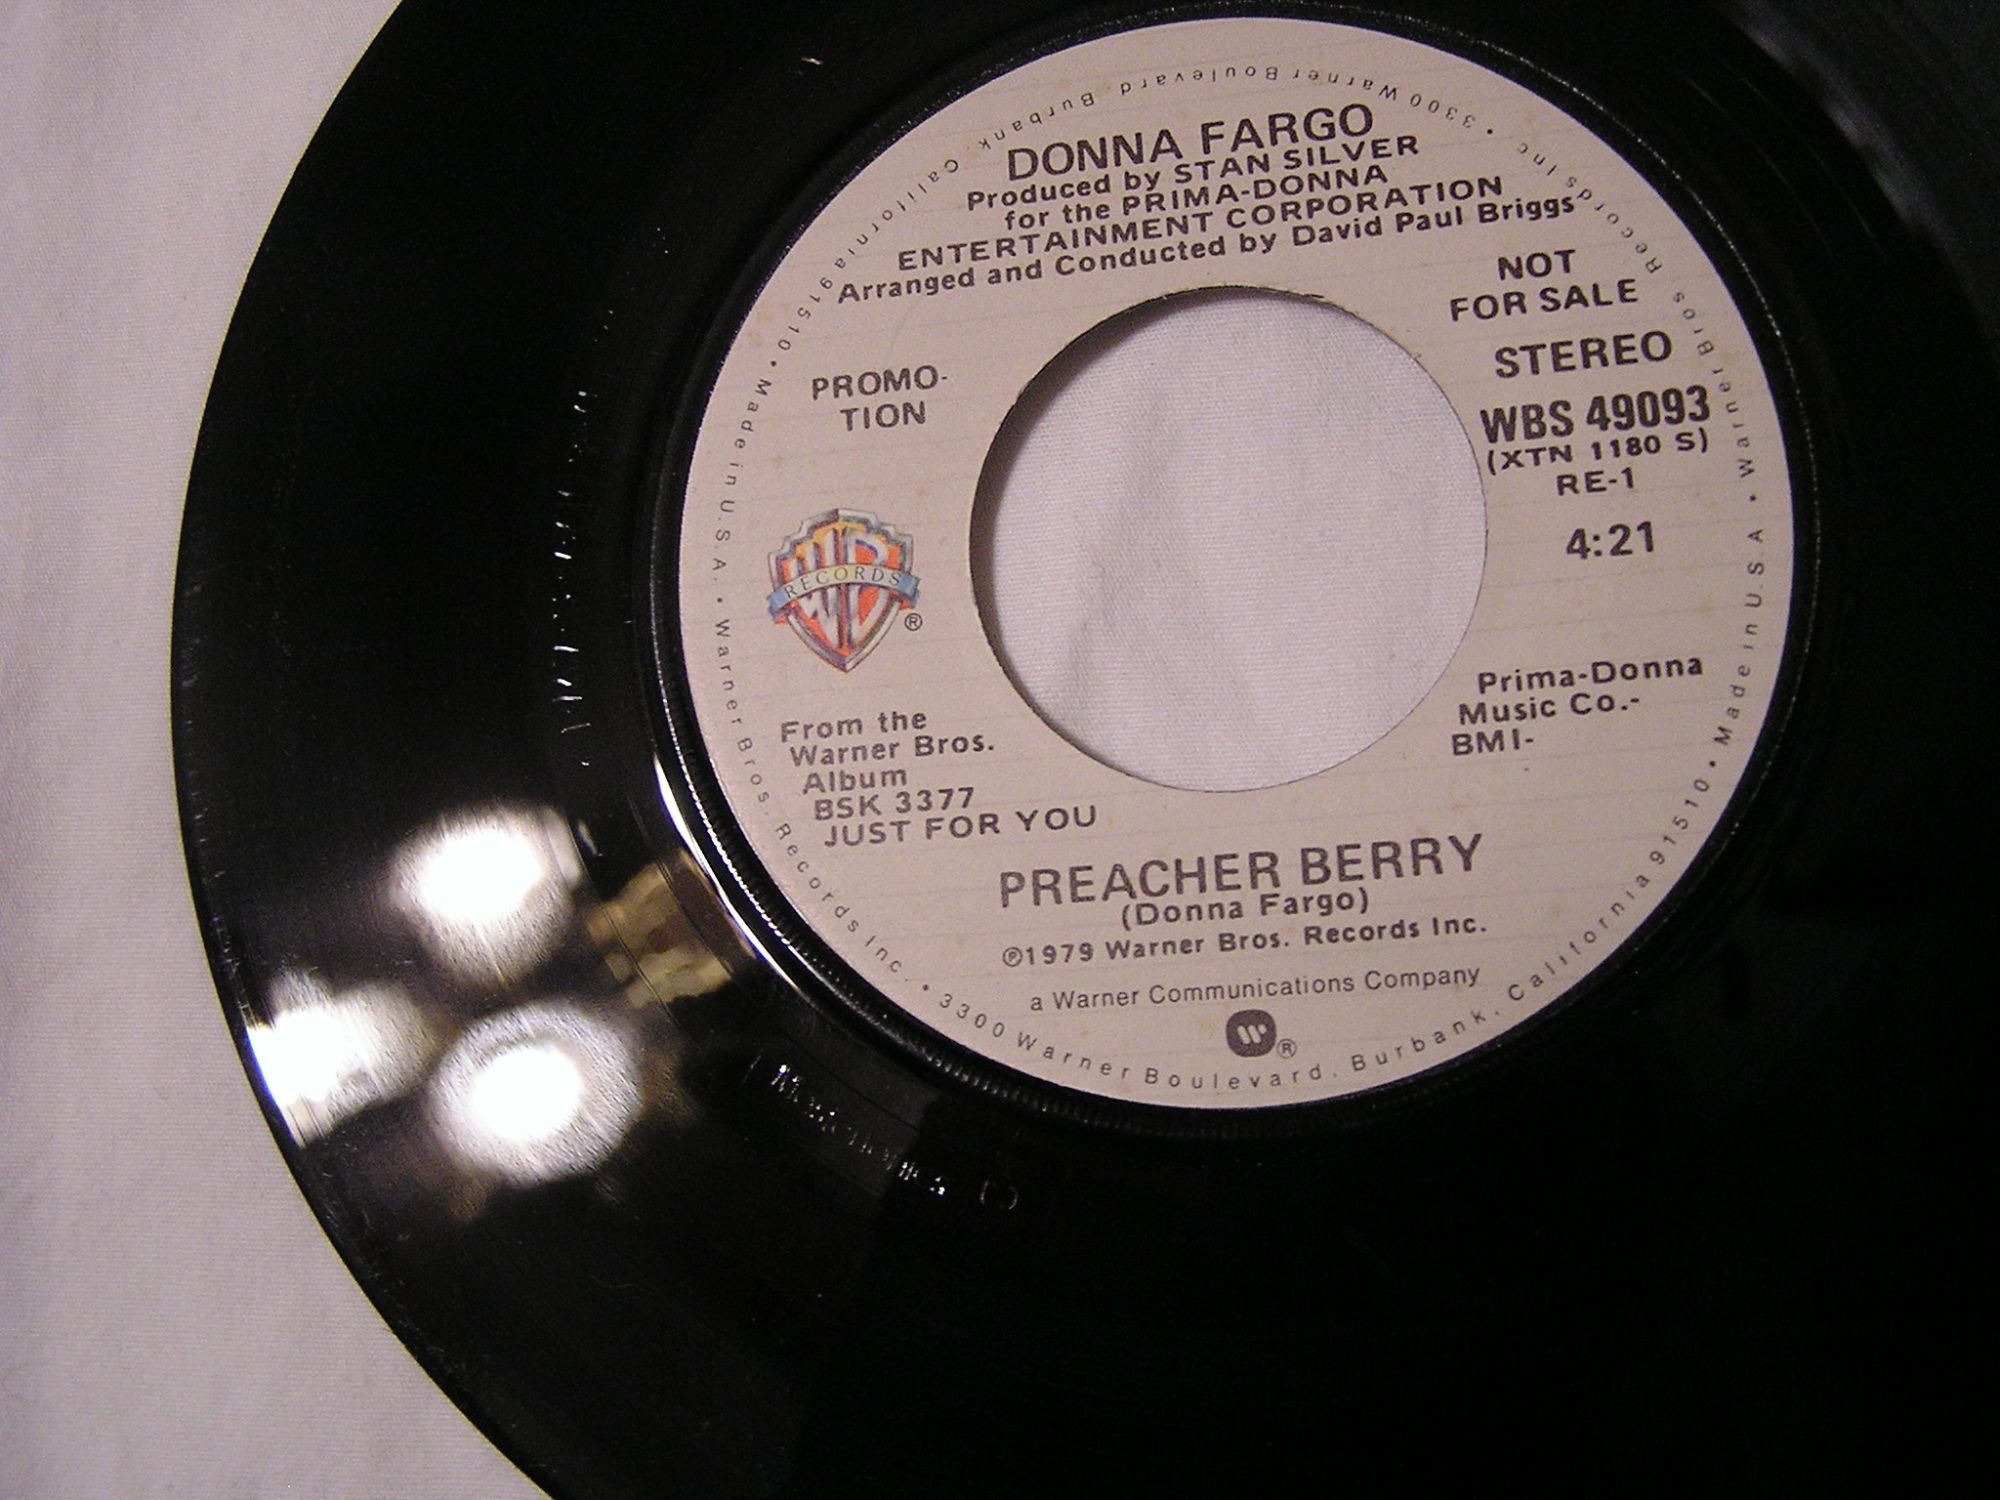 DONNA FARGO
Produced by STAN SILVER
for the PRIMA-DONNA
ENTERTAINMENT CORPORATION
Arranged and Conducted by David Paul Briggs
NOT
FOR SALE
PROMO-
TION
STEREO
WBS 49093
(XTN 1180 S)
RE-1
4:21
WB
RECORDS
®
Prima-Donna
Music Co.-
BMI-
From the
Warner Bros.
Album
BSK 3377
JUST FOR YOU
PREACHER BERRY
(Donna Fargo)
℗1979 Warner Bros. Records Inc.
a Warner Communications Company
®
Warner Bros. Records Inc. • 3300 Warner Boulevard, Burbank, California 91510 • Made in U.S.A. • Warner Bros. Records Inc. • 3300 Warner Boulevard, Burbank, California 91510 • Made in U.S.A. •